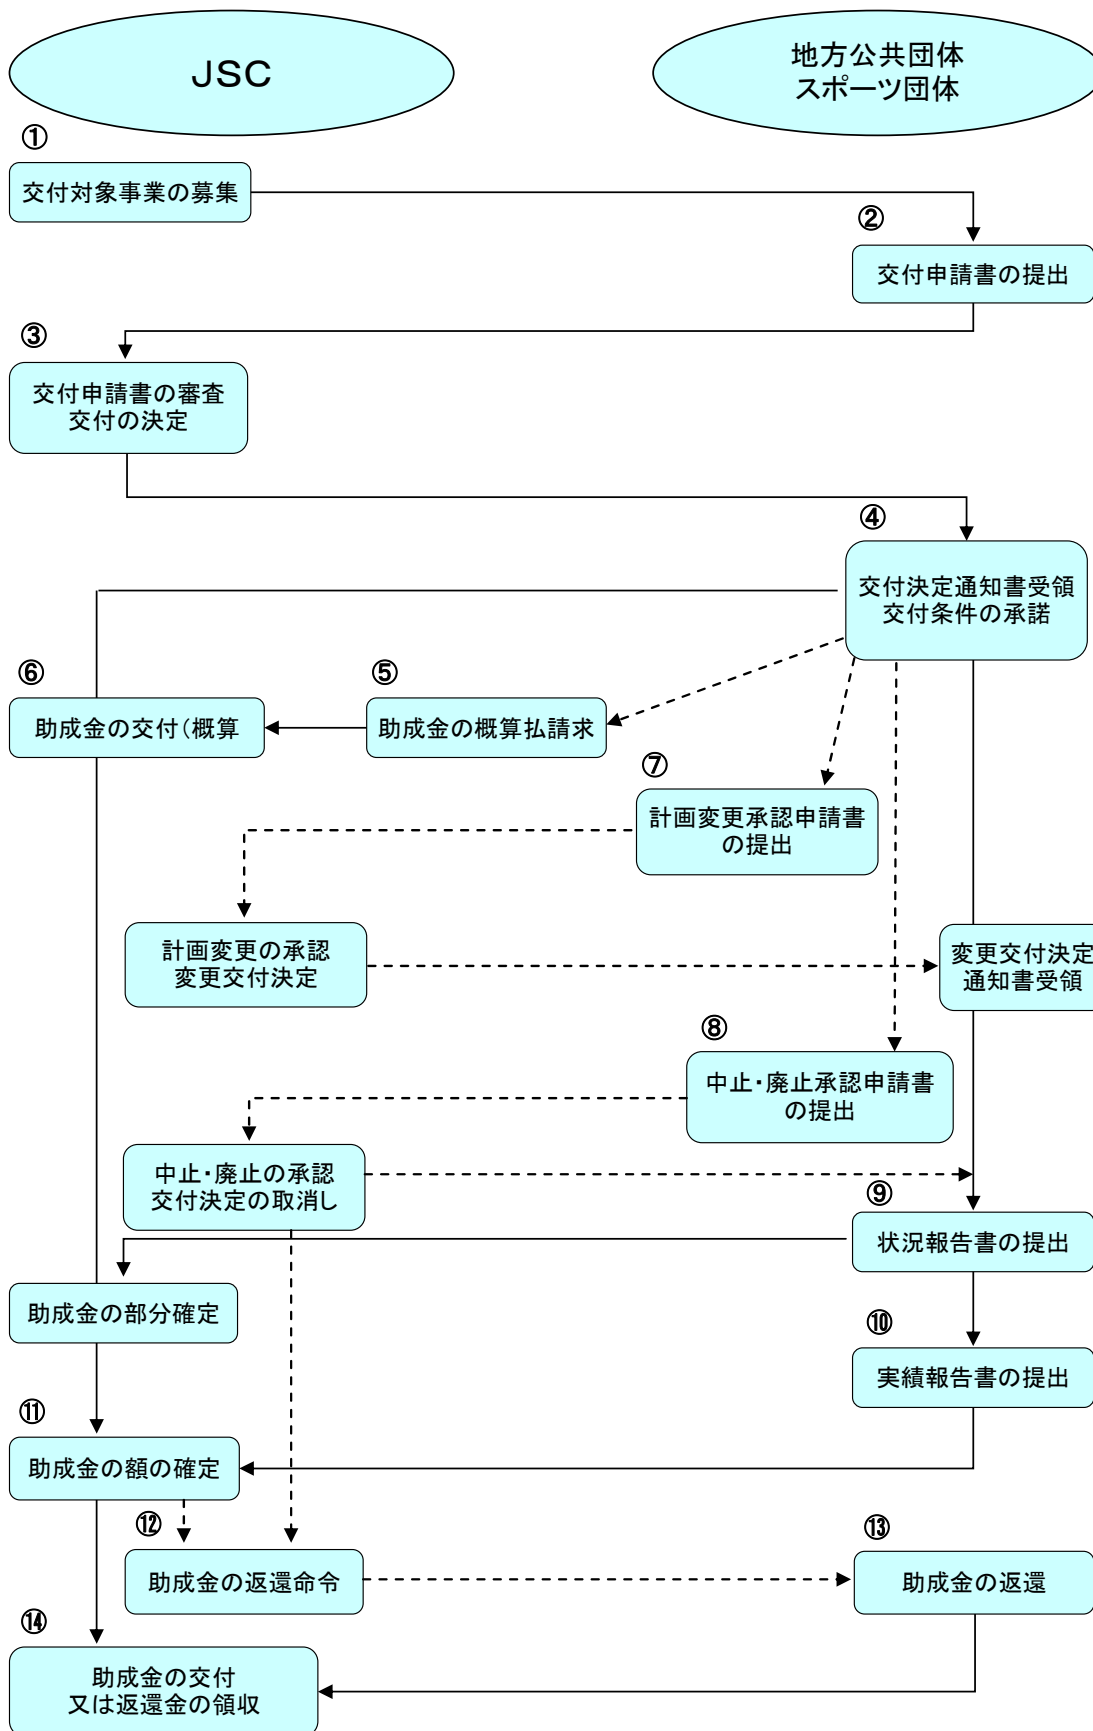 JSC
地方公共団体
スポーツ団体
①
交付対象事業の募集
②
交付申請書の提出
③
交付申請書の審査
交付の決定
④
交付決定通知書受領
交付条件の承諾
⑥
助成金の交付(概算
⑤
助成金の概算払請求
⑦
計画変更承認申請書
の提出
計画変更の承認
変更交付決定
変更交付決定
通知書受領
⑧
中止・廃止承認申請書
の提出
中止・廃止の承認
交付決定の取消し
⑨
状況報告書の提出
助成金の部分確定
⑩
実績報告書の提出
⑪
助成金の額の確定
⑫
助成金の返還命令
⑬
助成金の返還
⑭
助成金の交付
又は返還金の領収